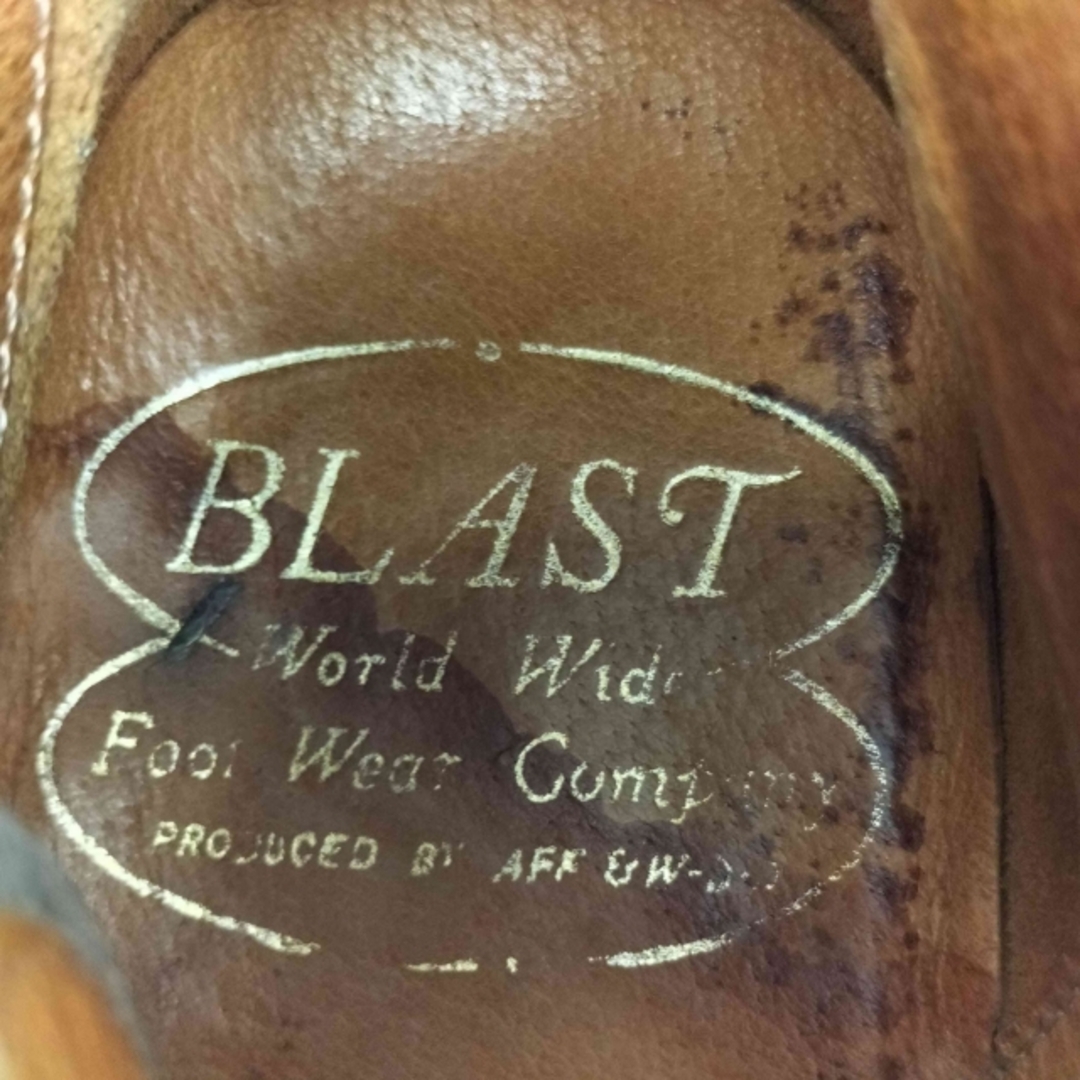 BLAST
World Wide
Foot Wear Company
PRODUCED BY AFF &